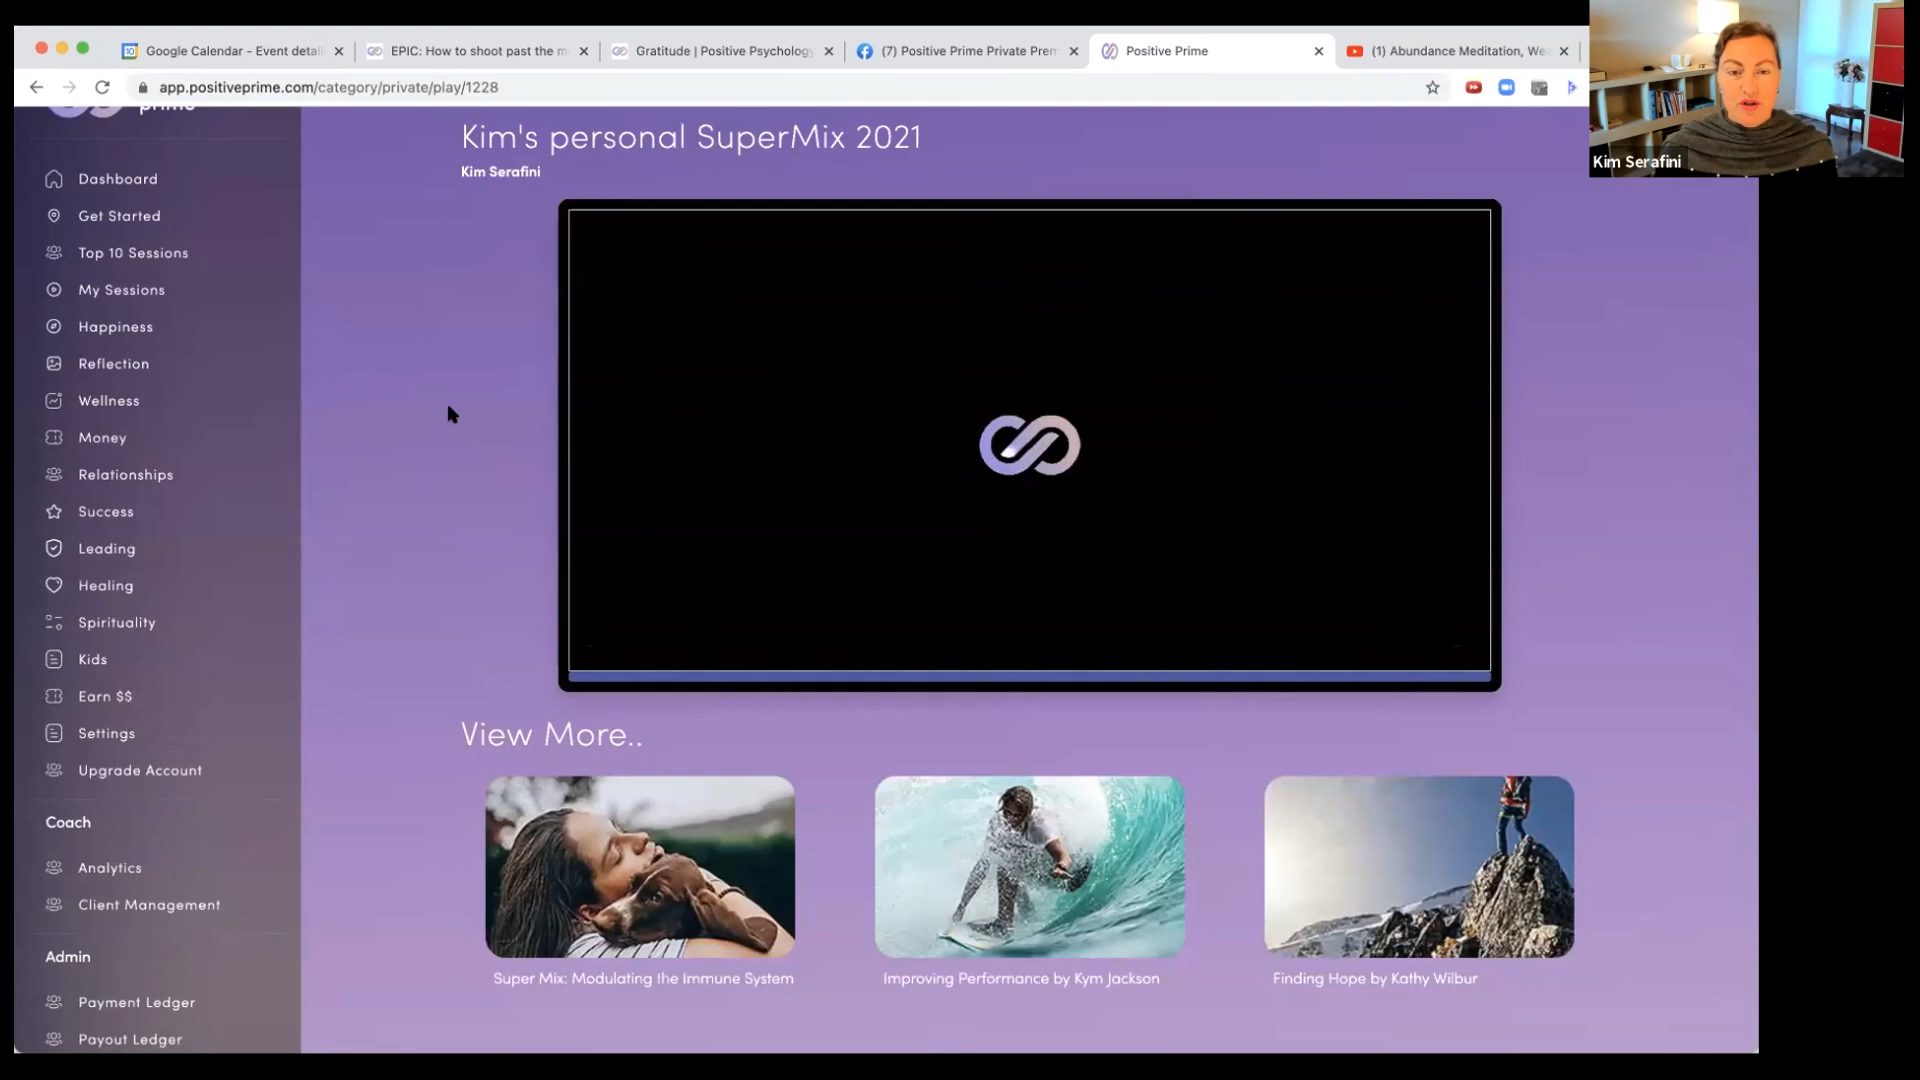 Google Calendar - Event detail
EPIC: How to shoot past the m
Gratitude | Positive Psychology
(7) Positive Prime Private Prem
Positive Prime
(1) Abundance Meditation, We
app.positiveprime.com/category/private/play/1228
Kim Serafini
prime
Dashboard
Get Started
Top 10 Sessions
My Sessions
Happiness
Reflection
Wellness
Money
Relationships
Success
Leading
Healing
Spirituality
Kids
Earn $$
Settings
Upgrade Account
Coach
Analytics
Client Management
Admin
Payment Ledger
Payout Ledger
Kim's personal SuperMix 2021
Kim Serafini
View More..
Super Mix: Modulating the Immune System
Improving Performance by Kym Jackson
Finding Hope by Kathy Wilbur